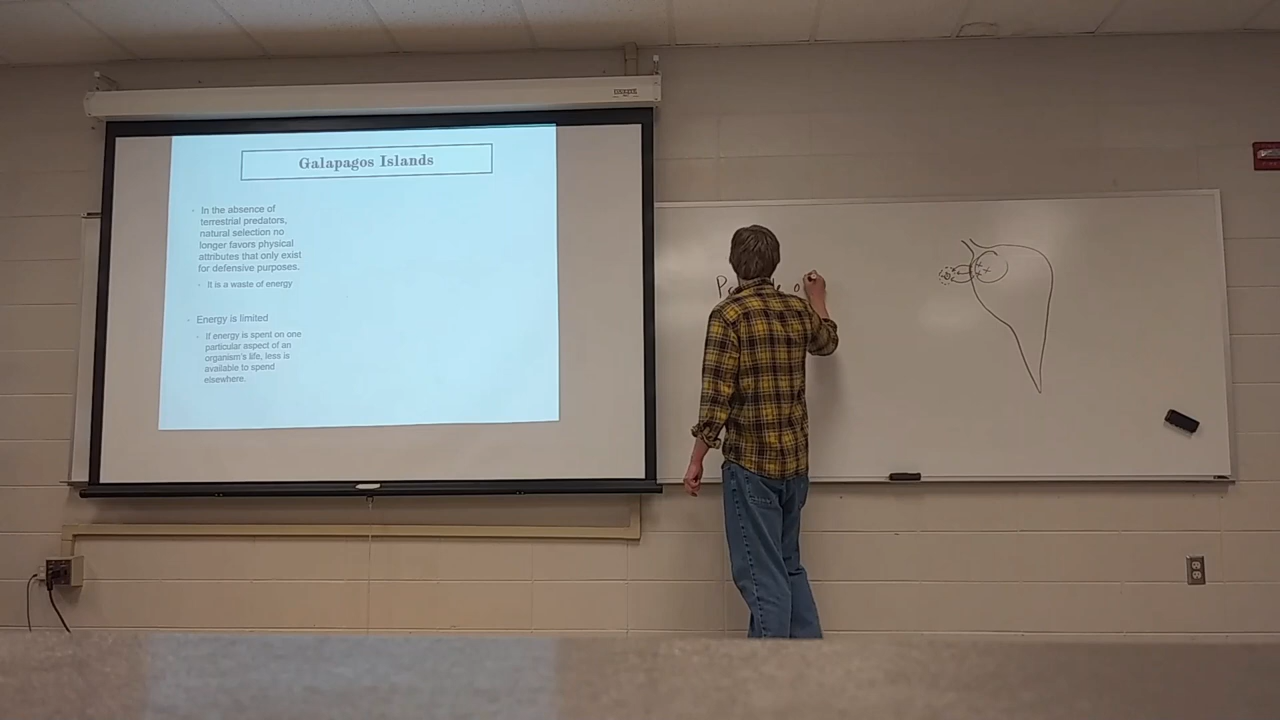 Galapagos Islands
In the absence of
terrestrial predators,
natural selection no
longer favors physical
attributes that only exist
for defensive purposes.
It is a waste of energy
Energy is limited
If energy is spent on one
particular aspect of an
organism's life, less is
available to spend
elsewhere.